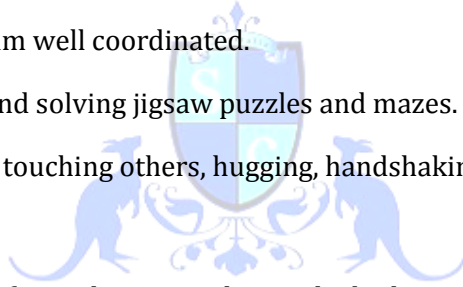 m well coordinated.
nd solving jigsaw puzzles and mazes.
touching others, hugging, handshakin
S
C